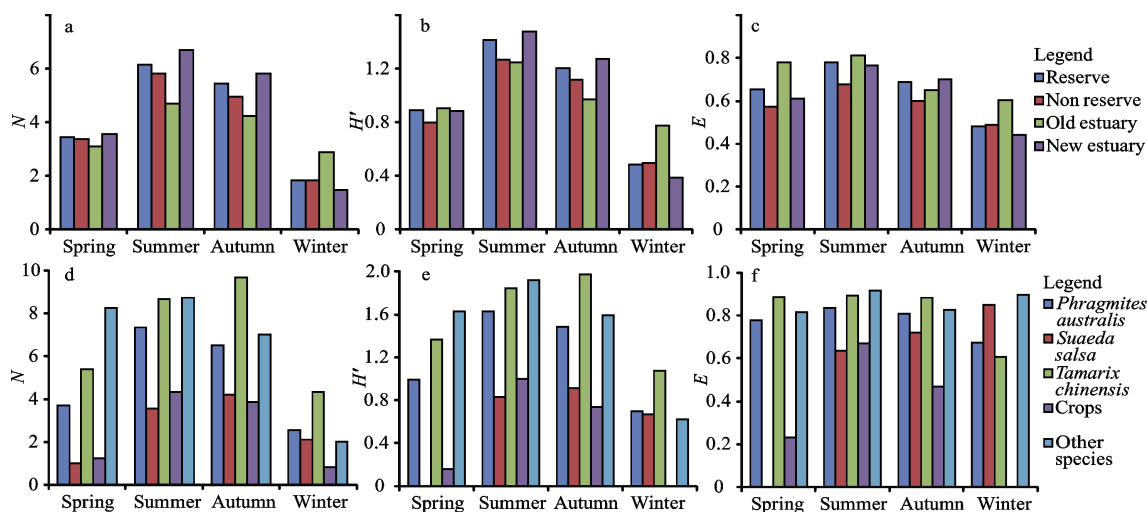 a
6
4
2
0
N
Spring Summer Autumn Winter
b
1.2
0.8
0.4
0
H′
Spring Summer Autumn Winter
c
0.8
0.6
0.4
0.2
0
E
Spring Summer Autumn Winter
Legend
Reserve
Non reserve
Old estuary
New estuary
d
10
8
6
4
2
0
N
Spring Summer Autumn Winter
e
2.0
1.6
1.2
0.8
0.4
0
H′
Spring Summer Autumn Winter
f
1.0
0.8
0.6
0.4
0.2
0
E
Spring Summer Autumn Winter
Legend
Phragmites
australis
Suaeda
salsa
Tamarix
chinensis
Crops
Other
species